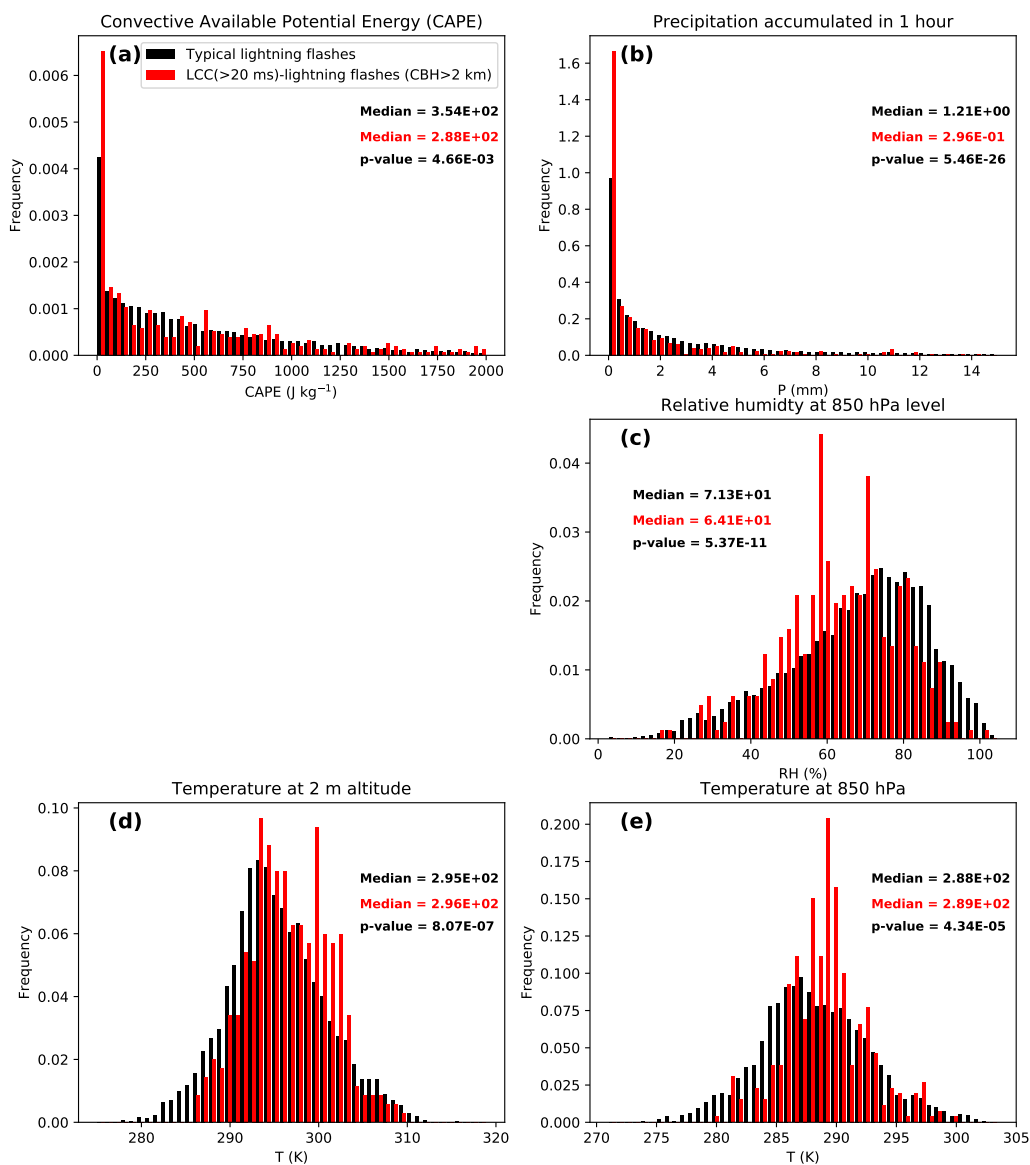 Convective Available Potential Energy (CAPE)
(a)
Typical lightning flashes
LCC(>20 ms)-lightning flashes (CBH>2 km)
Median = 3.54E+02
Median = 2.88E+02
p-value = 4.66E-03
Frequency
0.006
0.005
0.004
0.003
0.002
0.001
0.000
0 250 500 750 1000 1250 1500 1750 2000
CAPE (J kg⁻¹)
Precipitation accumulated in 1 hour
(b)
Median = 1.21E+00
Median = 2.96E-01
p-value = 5.46E-26
Frequency
1.6
1.4
1.2
1.0
0.8
0.6
0.4
0.2
0.0
0 2 4 6 8 10 12 14
P (mm)
Relative humidty at 850 hPa level
(c)
Median = 7.13E+01
Median = 6.41E+01
p-value = 5.37E-11
Frequency
0.04
0.03
0.02
0.01
0.00
0 20 40 60 80 100
RH (%)
Temperature at 2 m altitude
(d)
Median = 2.95E+02
Median = 2.96E+02
p-value = 8.07E-07
Frequency
0.10
0.08
0.06
0.04
0.02
0.00
280 290 300 310 320
T (K)
Temperature at 850 hPa
(e)
Median = 2.88E+02
Median = 2.89E+02
p-value = 4.34E-05
Frequency
0.200
0.175
0.150
0.125
0.100
0.075
0.050
0.025
0.000
270 275 280 285 290 295 300 305
T (K)